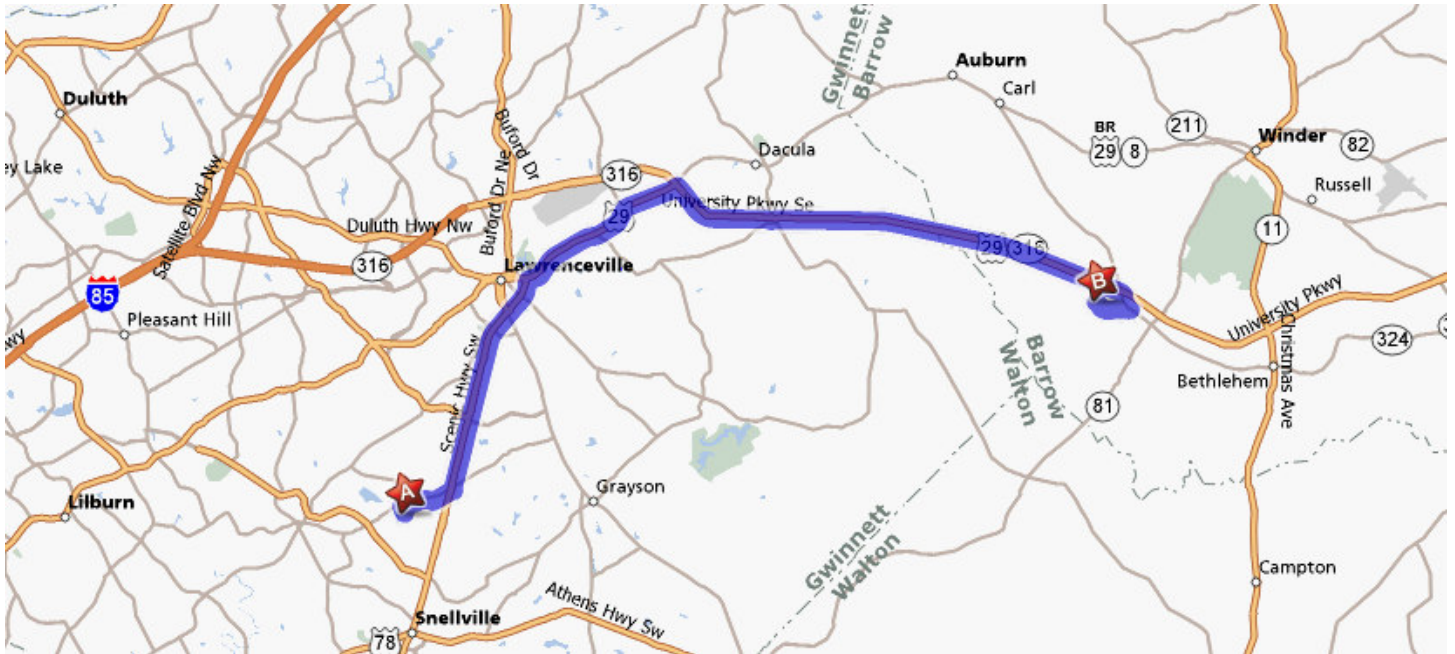 Auburn
Gwinnett
Barrow
Carl
Duluth
Buford Dr
BR
29
8
211
Winder
82
ey Lake
Dacula
Russell
Satellite Blvd Nw
Buford Dr NE
316
29
University Pkwy Se
Duluth Hwy Nw
11
316
Lawrenceville
29
316
B
85
Pleasant Hill
University Pkwy
wy
Scenic Hwy Sw
Christmas Ave
324
3
Barrow
Walton
Bethlehem
81
A
Grayson
Lilburn
Gwinnett
Walton
Campton
Athens Hwy Sw
Snellville
78